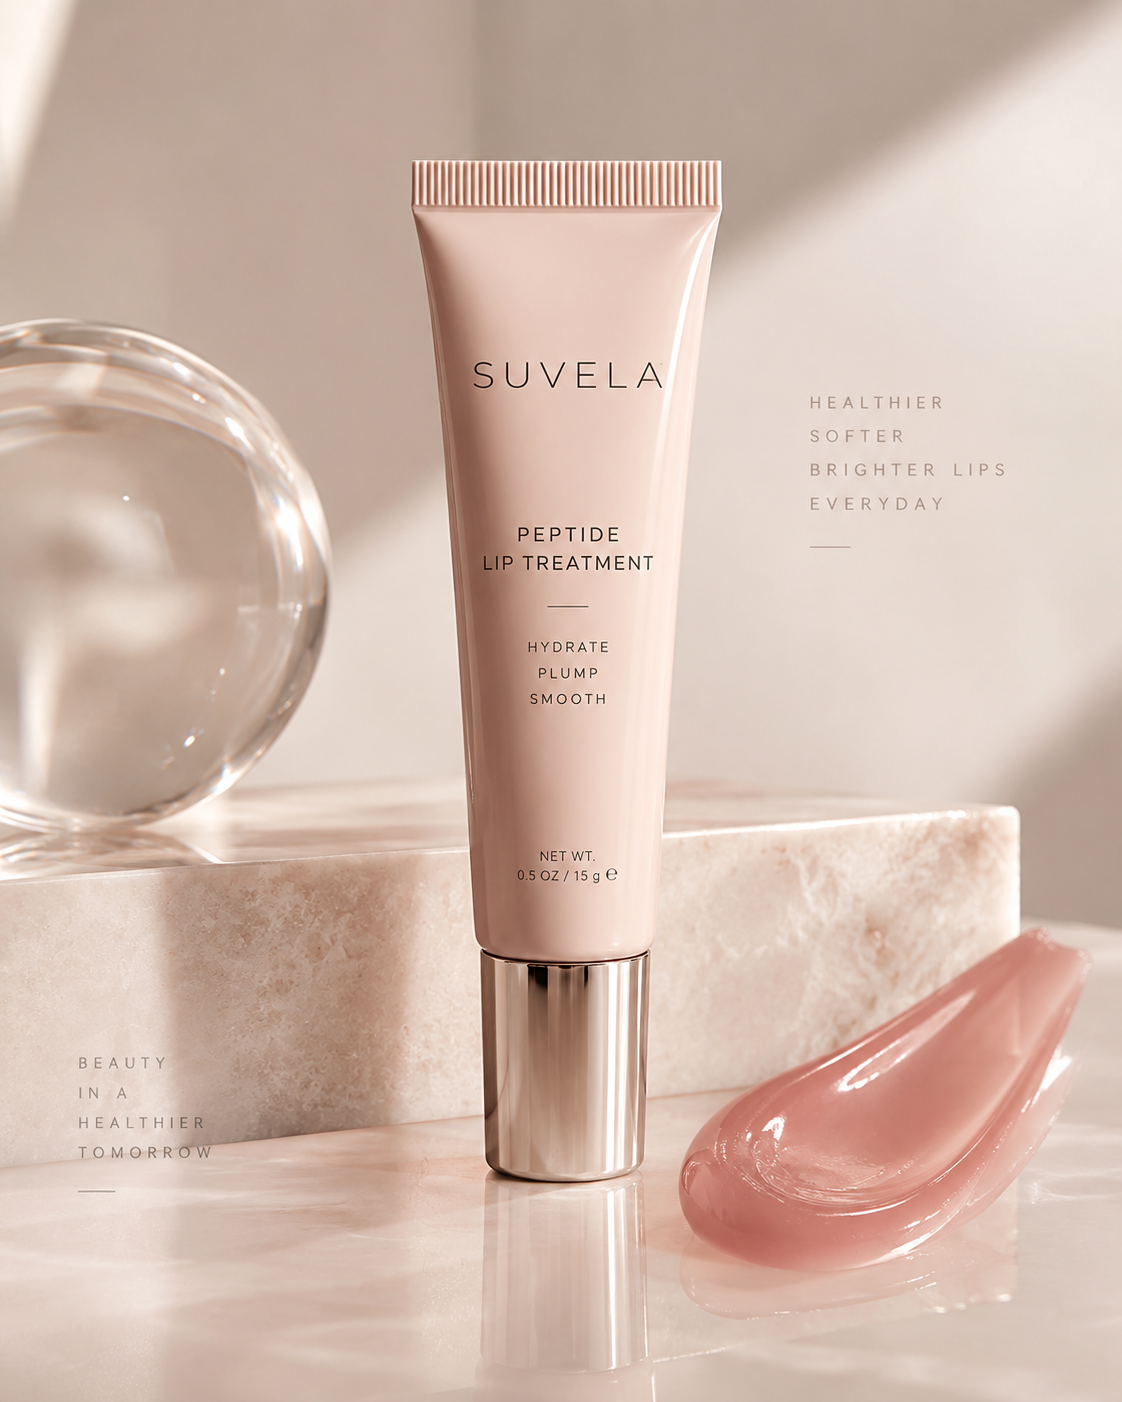 SUVELA
PEPTIDE
LIP TREATMENT
HYDRATE
PLUMP
SMOOTH
NET WT.
0.5 OZ / 15 g ℮
HEALTHIER
SOFTER
BRIGHTER LIPS
EVERYDAY
BEAUTY
IN A
HEALTHIER
TOMORROW